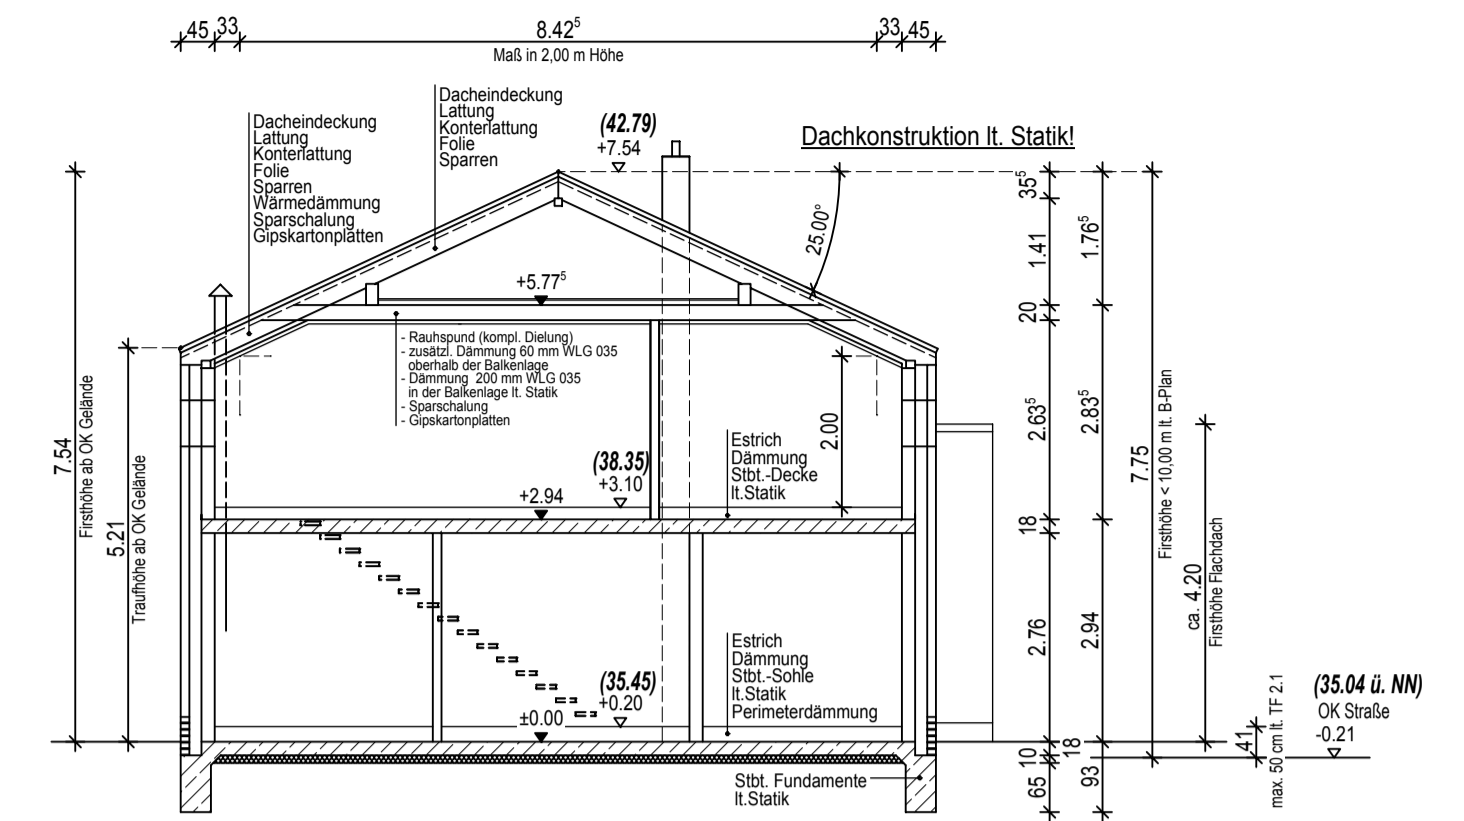 45 33 8.42⁵ 33 45
Maß in 2,00 m Höhe
Dacheindeckung
Lattung
Konterlattung
Folie
Sparren
Wärmedämmung
Sparschalung
Gipskartonplatten
Dacheindeckung
Lattung
Konterlattung
Folie
Sparren
(42.79)
+7.54
Dachkonstruktion lt. Statik!
25.00°
+5.77⁵
- Rauhspund (kompl. Dielung)
- zusätzl. Dämmung 60 mm WLG 035
oberhalb der Balkenlage
- Dämmung 200 mm WLG 035
in der Balkenlage lt. Statik
- Sparschalung
- Gipskartonplatten
7.54
Firsthöhe ab OK Gelände
5.21
Traufhöhe ab OK Gelände
(38.35)
+3.10
+2.94
Estrich
Dämmung
Stbt.-Decke
lt.Statik
2.00
(35.45)
+0.20
±0.00
Estrich
Dämmung
Stbt.-Sohle
lt.Statik
Perimeterdämmung
Stbt. Fundamente
lt.Statik
35⁵
1.41
20
2.63⁵
18
2.76
18
10
65
1.76⁵
2.83⁵
2.94
93
7.75
Firsthöhe < 10,00 m lt. B-Plan
ca. 4.20
Firsthöhe Flachdach
41
max. 50 cm lt. TF 2.1
(35.04 ü. NN)
OK Straße
-0.21